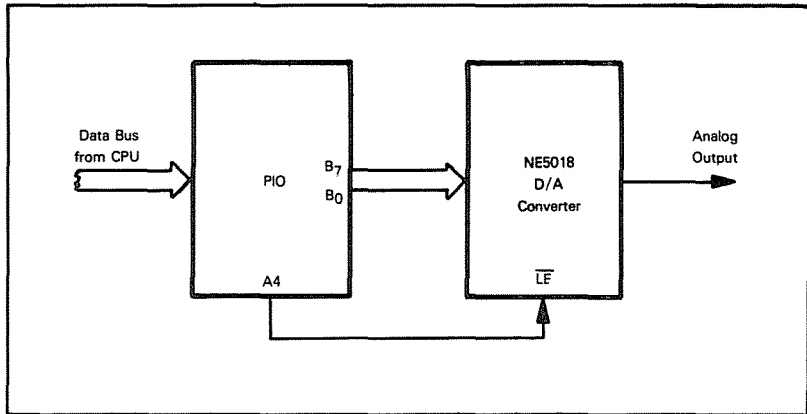 Data Bus
from CPU
PIO
B7
B0
A4
NE5018
D/A
Converter
LE
Analog
Output